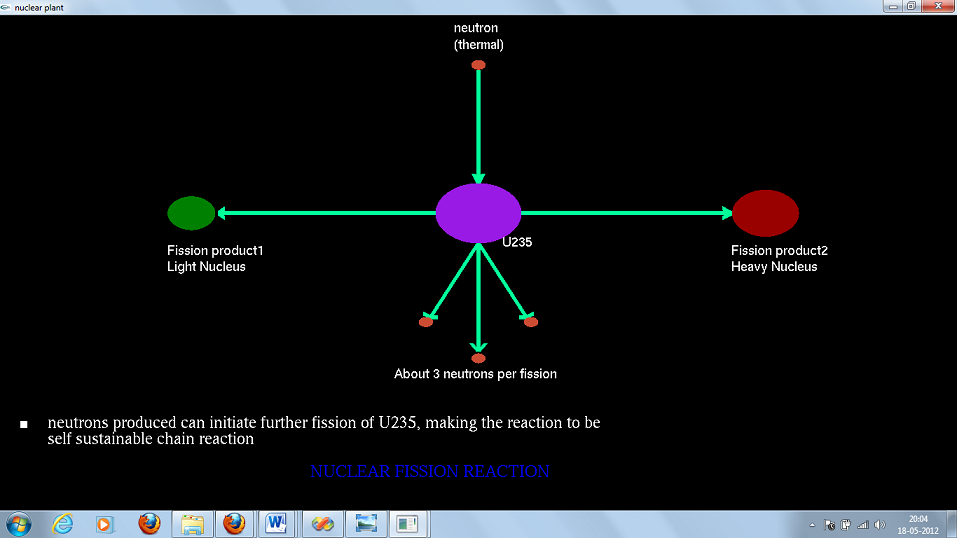 nuclear plant
neutron
(thermal)
U235
Fission product1
Light Nucleus
Fission product2
Heavy Nucleus
About 3 neutrons per fission
neutrons produced can initiate further fission of U235, making the reaction to be
self sustainable chain reaction
NUCLEAR FISSION REACTION
20:04
18-05-2012